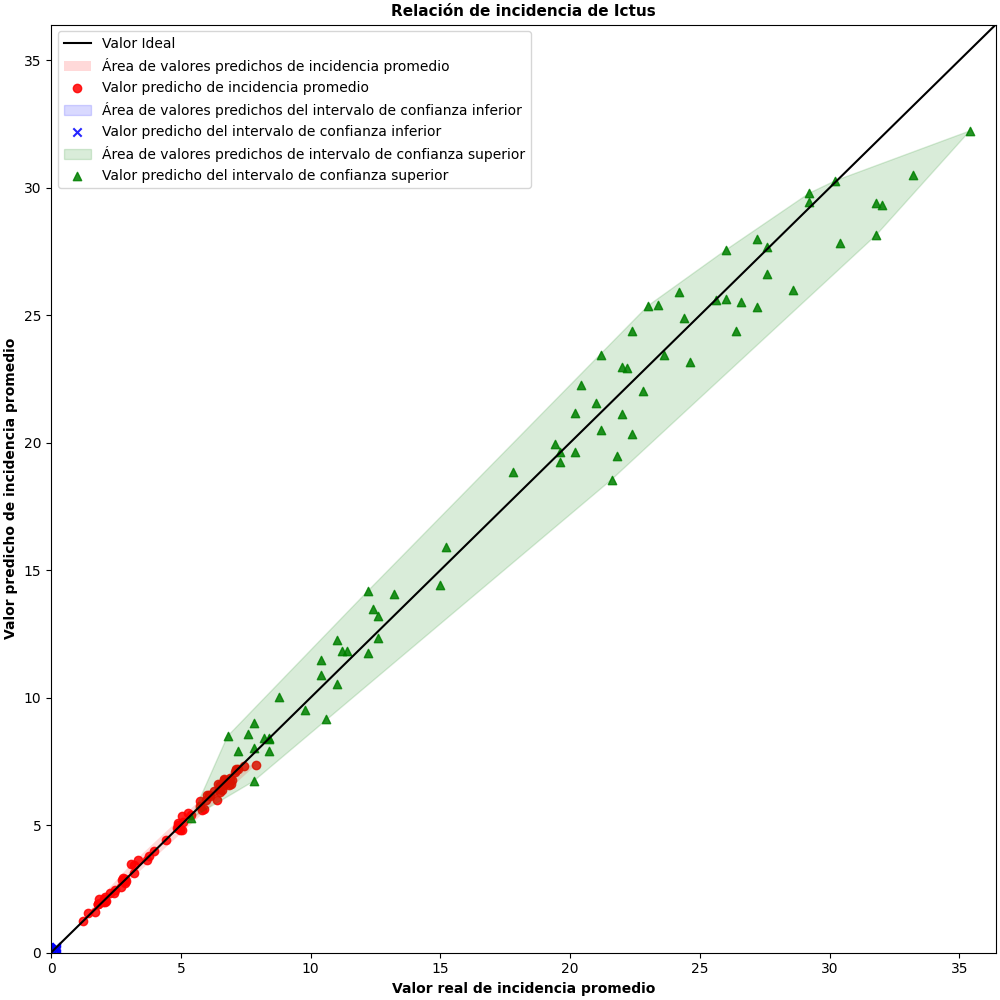 Relación de incidencia de Ictus
Valor Ideal
Área de valores predichos de incidencia promedio
Valor predicho de incidencia promedio
Área de valores predichos del intervalo de confianza inferior
Valor predicho del intervalo de confianza inferior
Área de valores predichos de intervalo de confianza superior
Valor predicho del intervalo de confianza superior
Valor predicho de incidencia promedio
35
30
25
20
15
10
5
0
0 5 10 15 20 25 30 35
Valor real de incidencia promedio